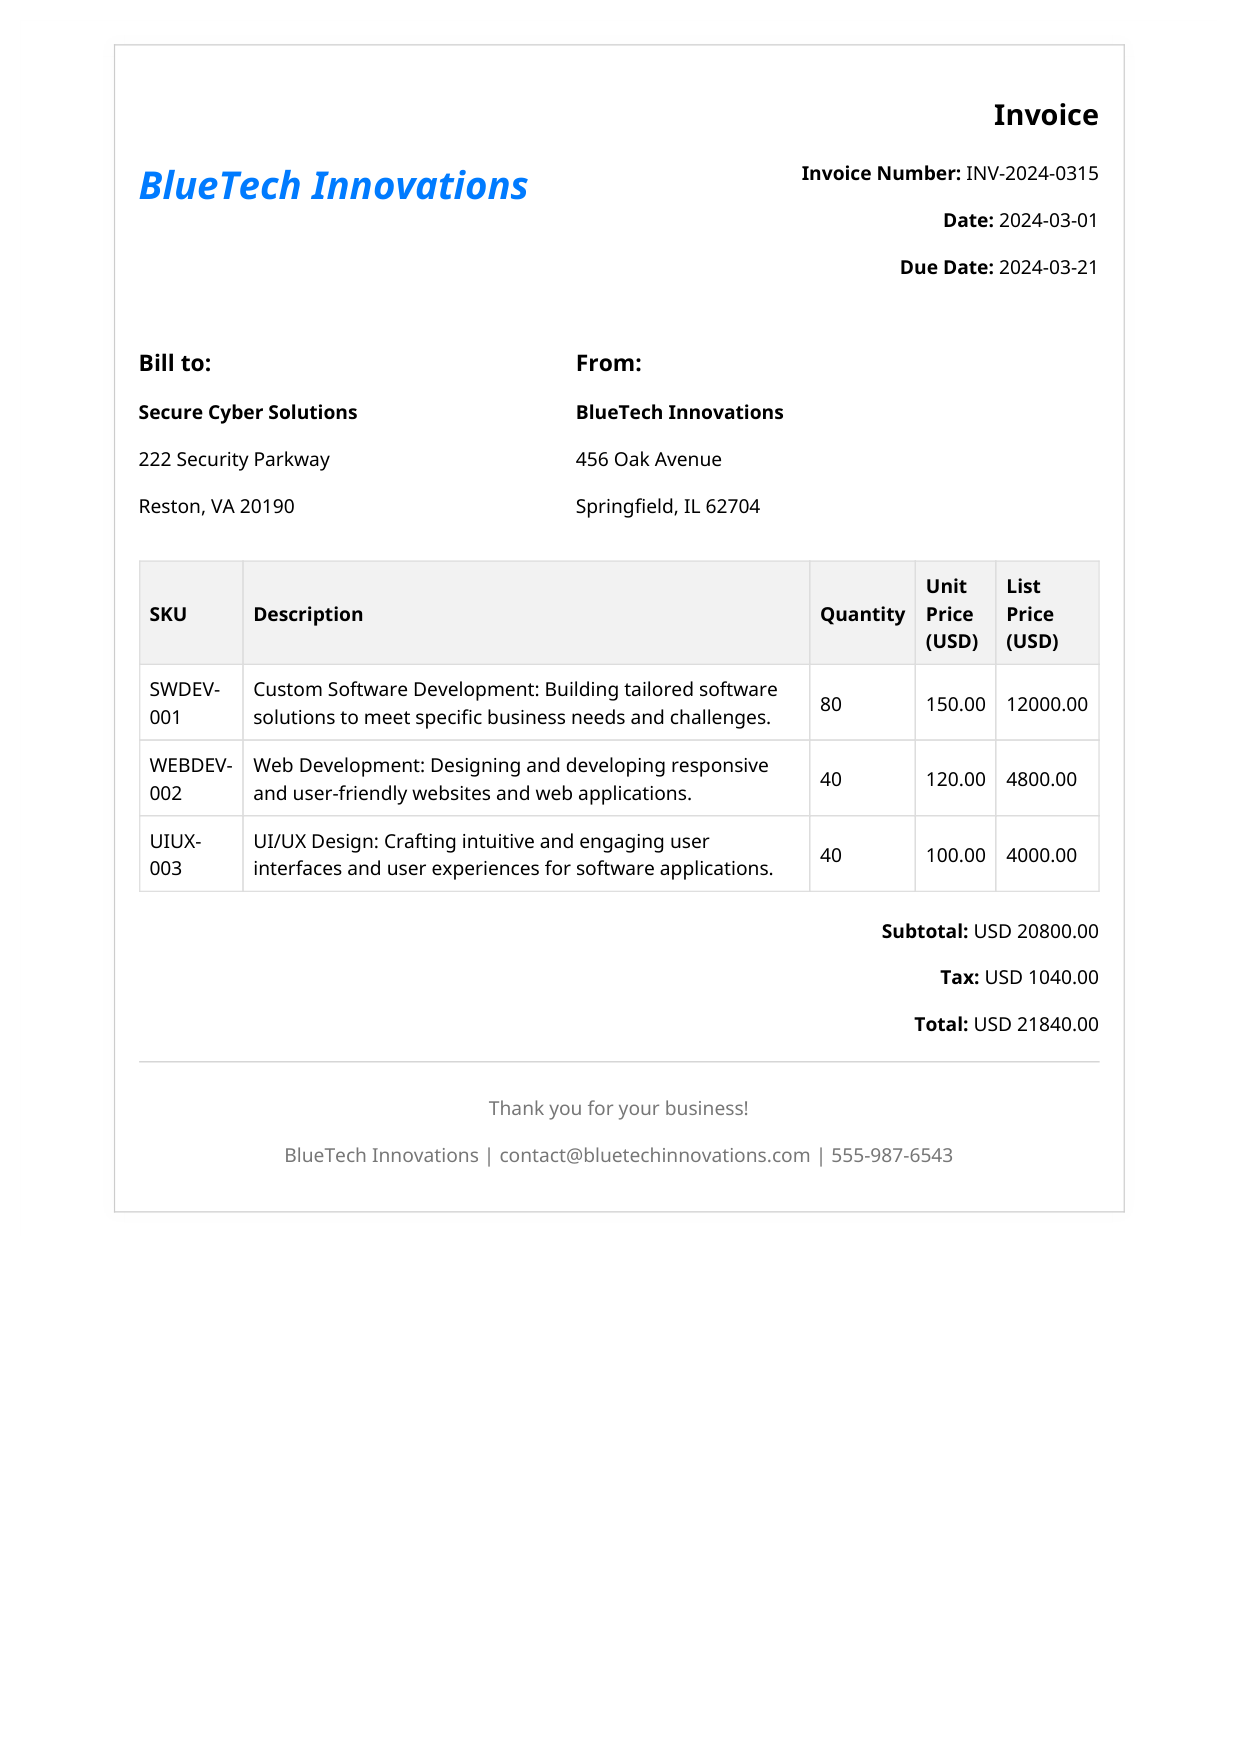 Invoice
BlueTech Innovations
Invoice Number: INV-2024-0315
Date: 2024-03-01
Due Date: 2024-03-21
Bill to:
Secure Cyber Solutions
222 Security Parkway
Reston, VA 20190
From:
BlueTech Innovations
456 Oak Avenue
Springfield, IL 62704
SKU Description Quantity Unit Price (USD) List Price (USD)
SWDEV-001 Custom Software Development: Building tailored software
solutions to meet specific business needs and challenges. 80 150.00 12000.00
WEBDEV-002 Web Development: Designing and developing responsive
and user-friendly websites and web applications. 40 120.00 4800.00
UIUX-003 UI/UX Design: Crafting intuitive and engaging user
interfaces and user experiences for software applications. 40 100.00 4000.00
Subtotal: USD 20800.00
Tax: USD 1040.00
Total: USD 21840.00
Thank you for your business!
BlueTech Innovations | contact@bluetechinnovations.com | 555-987-6543